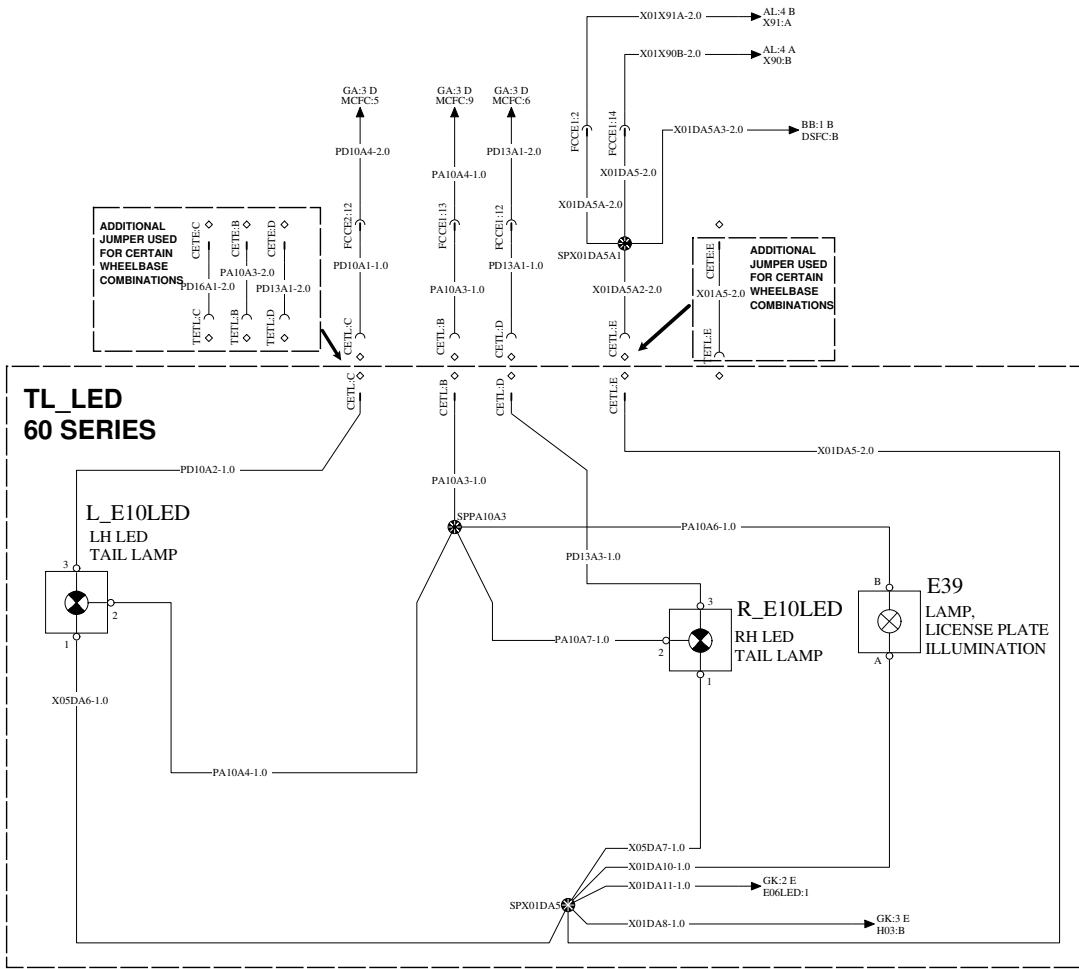 X01X91A-2.0
AL:4 B
X91:A
X01X90B-2.0
AL:4 A
X90:B
GA:3 D
MCFC:5
GA:3 D
MCFC:9
GA:3 D
MCFC:6
FCCE1:2
FCCE1:14
X01DA5A3-2.0
BB:1 B
DSFC:B
PD10A4-2.0
PA10A4-1.0
PD13A1-2.0
X01DA5-2.0
X01DA5A-2.0
FCCE2:12
FCCE1:13
FCCE1:12
SPX01DA5A1
ADDITIONAL
JUMPER USED
FOR CERTAIN
WHEELBASE
COMBINATIONS
CETE:C
CETE:B
CETE:D
PD16A1-2.0
PA10A3-2.0
PD13A1-2.0
TETL:C
TETL:B
TETL:D
PD10A1-1.0
PA10A3-1.0
PD13A1-1.0
X01DA5A2-2.0
CETE:E
X01A5-2.0
TETL:E
ADDITIONAL
JUMPER USED
FOR CERTAIN
WHEELBASE
COMBINATIONS
CETL:C
CETL:B
CETL:D
CETL:E
CETL:C
CETL:B
CETL:D
CETL:E
TL_LED
60 SERIES
X01DA5-2.0
PD10A2-1.0
PA10A3-1.0
L_E10LED
LH LED
TAIL LAMP
SPPA10A3
PA10A6-1.0
PD13A3-1.0
3
2
1
3
2
1
R_E10LED
RH LED
TAIL LAMP
B
A
E39
LAMP,
LICENSE PLATE
ILLUMINATION
PA10A7-1.0
X05DA6-1.0
PA10A4-1.0
X05DA7-1.0
X01DA10-1.0
X01DA11-1.0
GK:2 E
E06LED:1
SPX01DA5
X01DA8-1.0
GK:3 E
H03:B